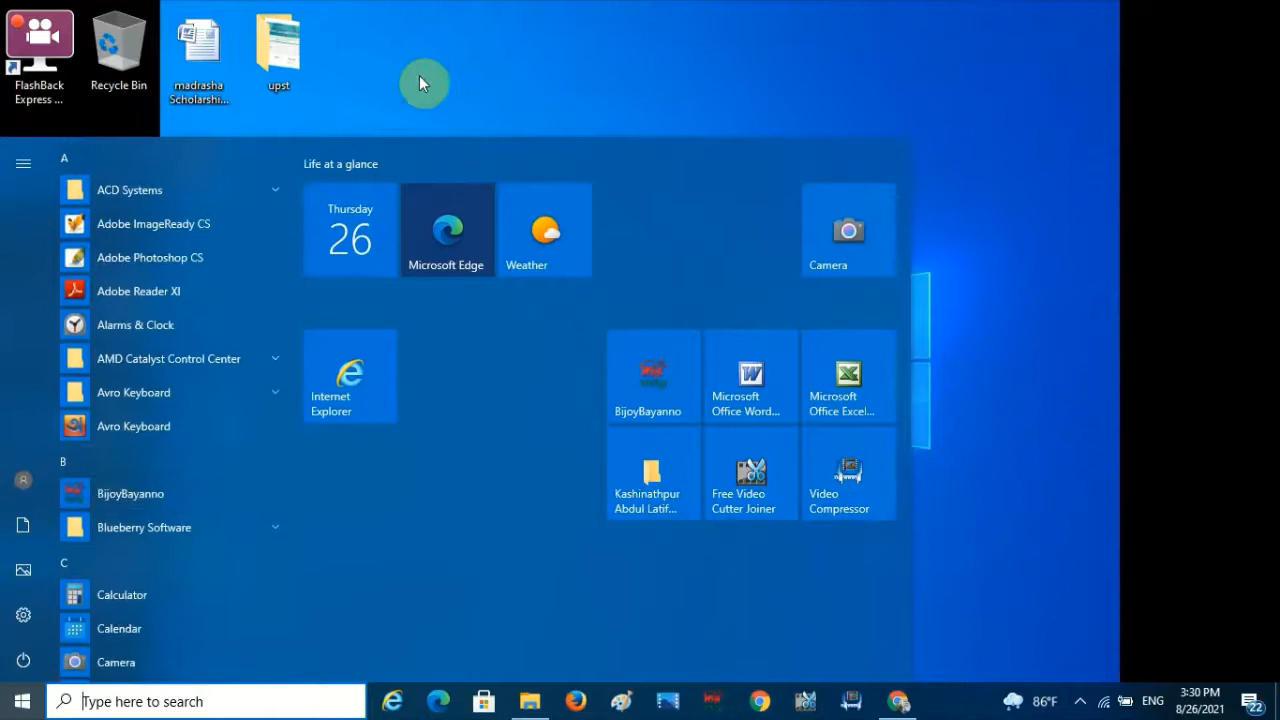 FlashBack
Express ...
Recycle Bin
madrasha
Scholarshi...
upst
A
ACD Systems
Adobe ImageReady CS
Adobe Photoshop CS
Adobe Reader XI
Alarms & Clock
AMD Catalyst Control Center
Avro Keyboard
Avro Keyboard
B
BijoyBayanno
Blueberry Software
C
Calculator
Calendar
Camera
Life at a glance
Thursday
26
Microsoft Edge
Weather
Camera
Internet
Explorer
BijoyBayanno
Microsoft
Office Word...
Microsoft
Office Excel...
Kashinathpur
Abdul Latif...
Free Video
Cutter Joiner
Video
Compressor
Type here to search
86°F
ENG
3:30 PM
8/26/2021
22